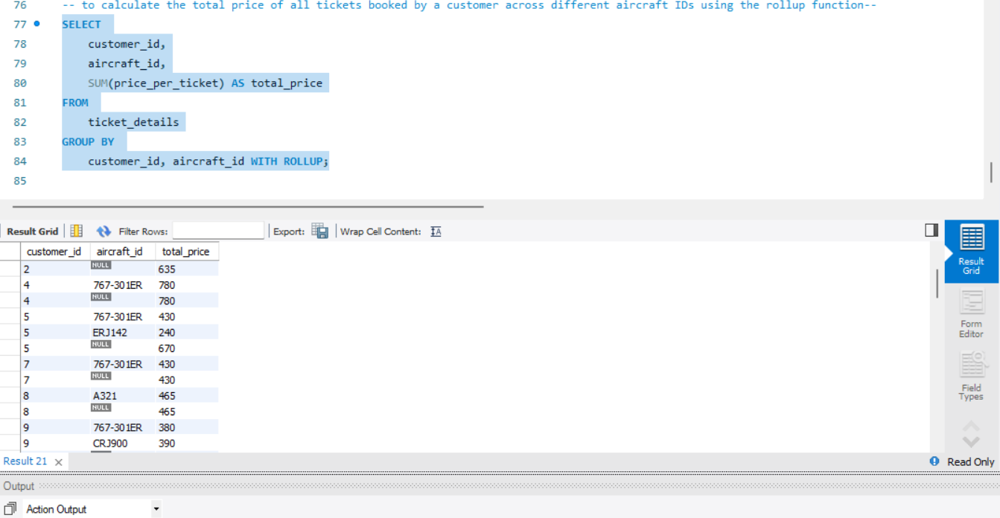 76 -- to calculate the total price of all tickets booked by a customer across different aircraft IDs using the rollup function--
77 SELECT
78 customer_id,
79 aircraft_id,
80 SUM(price_per_ticket) AS total_price
81 FROM
82 ticket_details
83 GROUP BY
84 customer_id, aircraft_id WITH ROLLUP;
85
Result Grid Filter Rows: Export: Wrap Cell Content: IA
customer_id aircraft_id total_price
2 NULL 635
4 767-301ER 780
4 NULL 780
5 767-301ER 430
5 ERJ142 240
5 NULL 670
7 767-301ER 430
7 NULL 430
8 A321 465
8 NULL 465
9 767-301ER 380
9 CRJ900 390
Result
Grid
Form
Editor
Field
Types
Result 21 Read Only
Output
Action Output